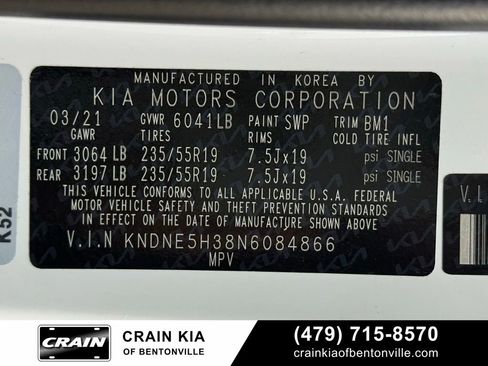 MANUFACTURED IN KOREA BY
KIA MOTORS CORPORATION
03/21 GVWR 6041LB PAINT SWP TRIM BM1
GAWR TIRES RIMS COLD TIRE INFL
FRONT 3064 LB 235/55R19 7.5Jx19 psi SINGLE
REAR 3197 LB 235/55R19 7.5Jx19 psi SINGLE
THIS VEHICLE CONFORMS TO ALL APPLICABLE U.S.A. FEDERAL
MOTOR VEHICLE SAFETY AND THEFT PREVENTION STANDARDS
IN EFFECT ON THE DATE OF MANUFACTURE SHOWN ABOVE
V.I.N KNDNE5H38N6084866
MPV
K52
V.I
CRAIN
CRAIN KIA
OF BENTONVILLE
(479) 715-8570
crainkiaofbentonville.com